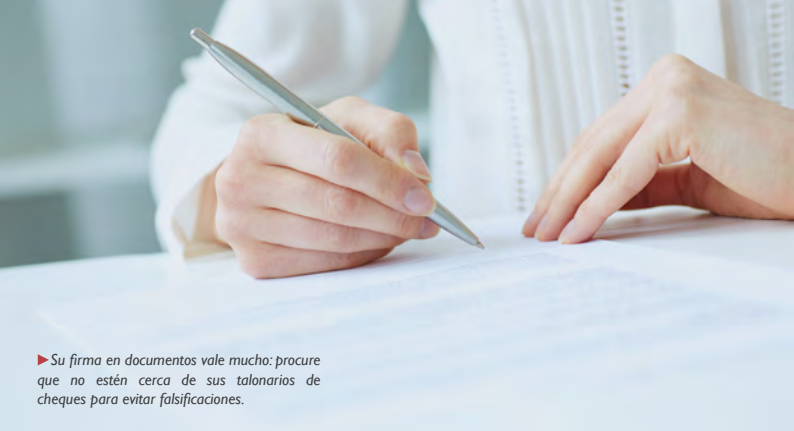 ▶Su firma en documentos vale mucho: procure
que no estén cerca de sus talonarios de
cheques para evitar falsificaciones.